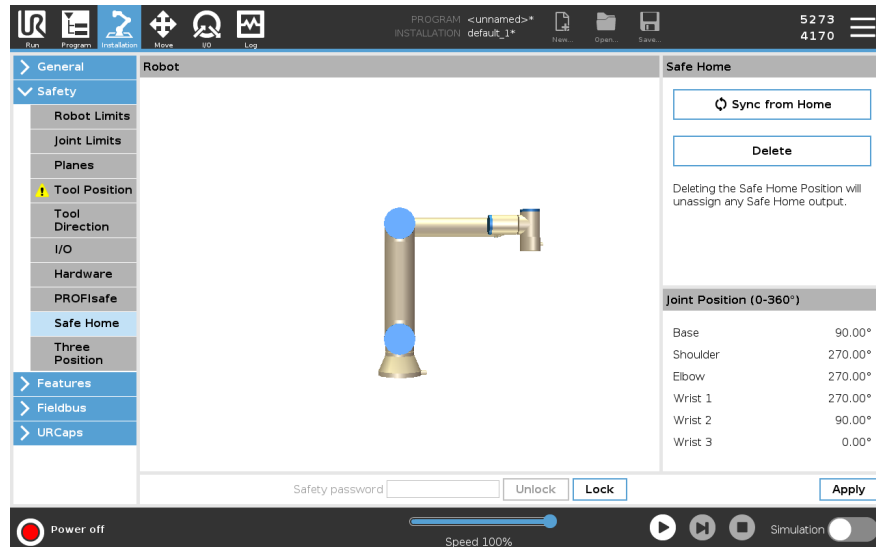 UR
Run
Program
Installation
Move
I/O
Log
PROGRAM <unnamed>*
INSTALLATION default_1*
New...
Open...
Save...
5273
4170
General
Safety
Robot Limits
Joint Limits
Planes
Tool Position
Tool
Direction
I/O
Hardware
PROFIsafe
Safe Home
Three
Position
Features
Fieldbus
URCaps
Robot
Safe Home
Sync from Home
Delete
Deleting the Safe Home Position will
unassign any Safe Home output.
Joint Position (0-360°)
Base 90.00°
Shoulder 270.00°
Elbow 270.00°
Wrist 1 270.00°
Wrist 2 90.00°
Wrist 3 0.00°
Safety password Unlock Lock Apply
Power off
Speed 100%
Simulation